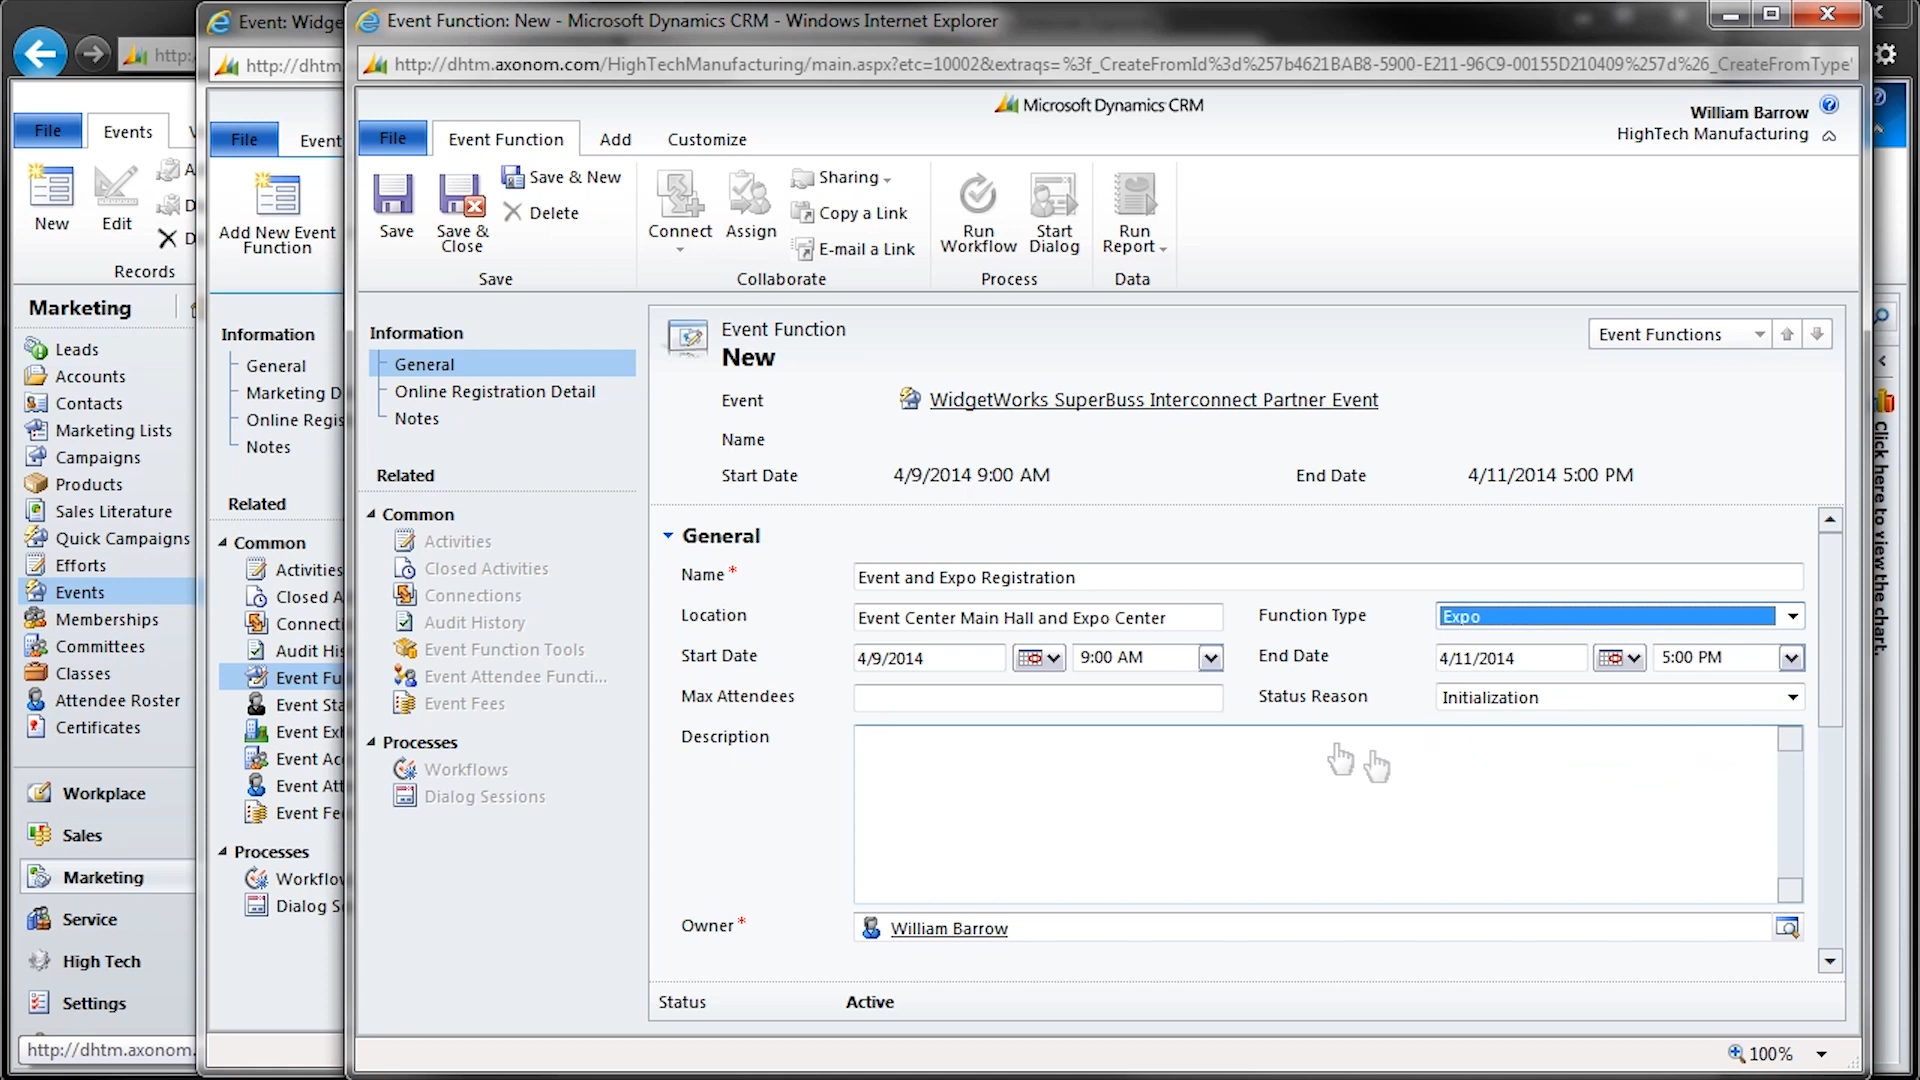 Event: Widge
Event Function: New - Microsoft Dynamics CRM - Windows Internet Explorer
http:
http://dhtm
http://dhtm.axonom.com/HighTechManufacturing/main.aspx?etc=10002&extraqs=%3f_CreateFromId%3d%257b4621BAB8-5900-E211-96C9-00155D210409%257d%26_CreateFromType
Microsoft Dynamics CRM
William Barrow
HighTech Manufacturing
File
Events
New
Edit
Records
Marketing
Leads
Accounts
Contacts
Marketing Lists
Campaigns
Products
Sales Literature
Quick Campaigns
Efforts
Events
Memberships
Committees
Classes
Attendee Roster
Certificates
Workplace
Sales
Marketing
Service
High Tech
Settings
http://dhtm.axonom.
File
Event
Add New Event
Function
Information
General
Marketing D
Online Regis
Notes
Related
Common
Activities
Closed A
Connecti
Audit His
Event Fu
Event Sta
Event Ex
Event Ac
Event Att
Event Fe
Processes
Workflov
Dialog S
File
Event Function
Add
Customize
Save
Save &
Close
Save & New
Delete
Save
Connect
Assign
Sharing
Copy a Link
E-mail a Link
Collaborate
Run
Workflow
Start
Dialog
Process
Run
Report
Data
Information
General
Online Registration Detail
Notes
Related
Common
Activities
Closed Activities
Connections
Audit History
Event Function Tools
Event Attendee Functi...
Event Fees
Processes
Workflows
Dialog Sessions
Event Function
New
Event Functions
Event WidgetWorks SuperBuss Interconnect Partner Event
Name
Start Date 4/9/2014 9:00 AM End Date 4/11/2014 5:00 PM
General
Name* Event and Expo Registration
Location Event Center Main Hall and Expo Center Function Type Expo
Start Date 4/9/2014 9:00 AM End Date 4/11/2014 5:00 PM
Max Attendees Status Reason Initialization
Description
Owner* William Barrow
Status Active
100%
Click here to view the chart.